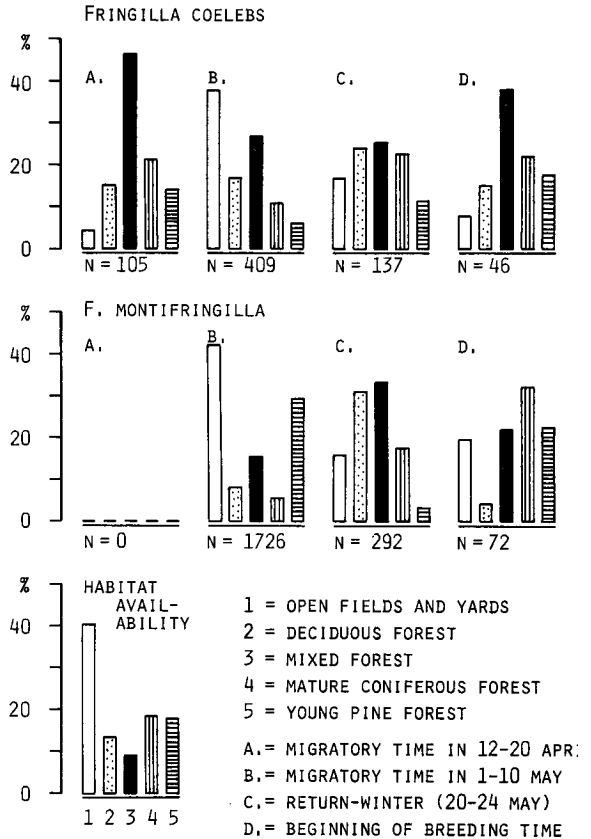 FRINGILLA COELEBS
%
40
20
0
A.
B.
C.
D.
N = 105
N = 409
N = 137
N = 46
F. MONTIFRINGILLA
%
40
20
0
A.
B.
C.
D.
N = 0
N = 1726
N = 292
N = 72
%
40
20
0
HABITAT
AVAIL-
ABILITY
1 2 3 4 5
1 = OPEN FIELDS AND YARDS
2 = DECIDUOUS FOREST
3 = MIXED FOREST
4 = MATURE CONIFEROUS FOREST
5 = YOUNG PINE FOREST
A.= MIGRATORY TIME IN 12-20
B.= MIGRATORY TIME IN 1-10 MAY
C.= RETURN-WINTER (20-24 MAY)
D.= BEGINNING OF BREEDING TIME